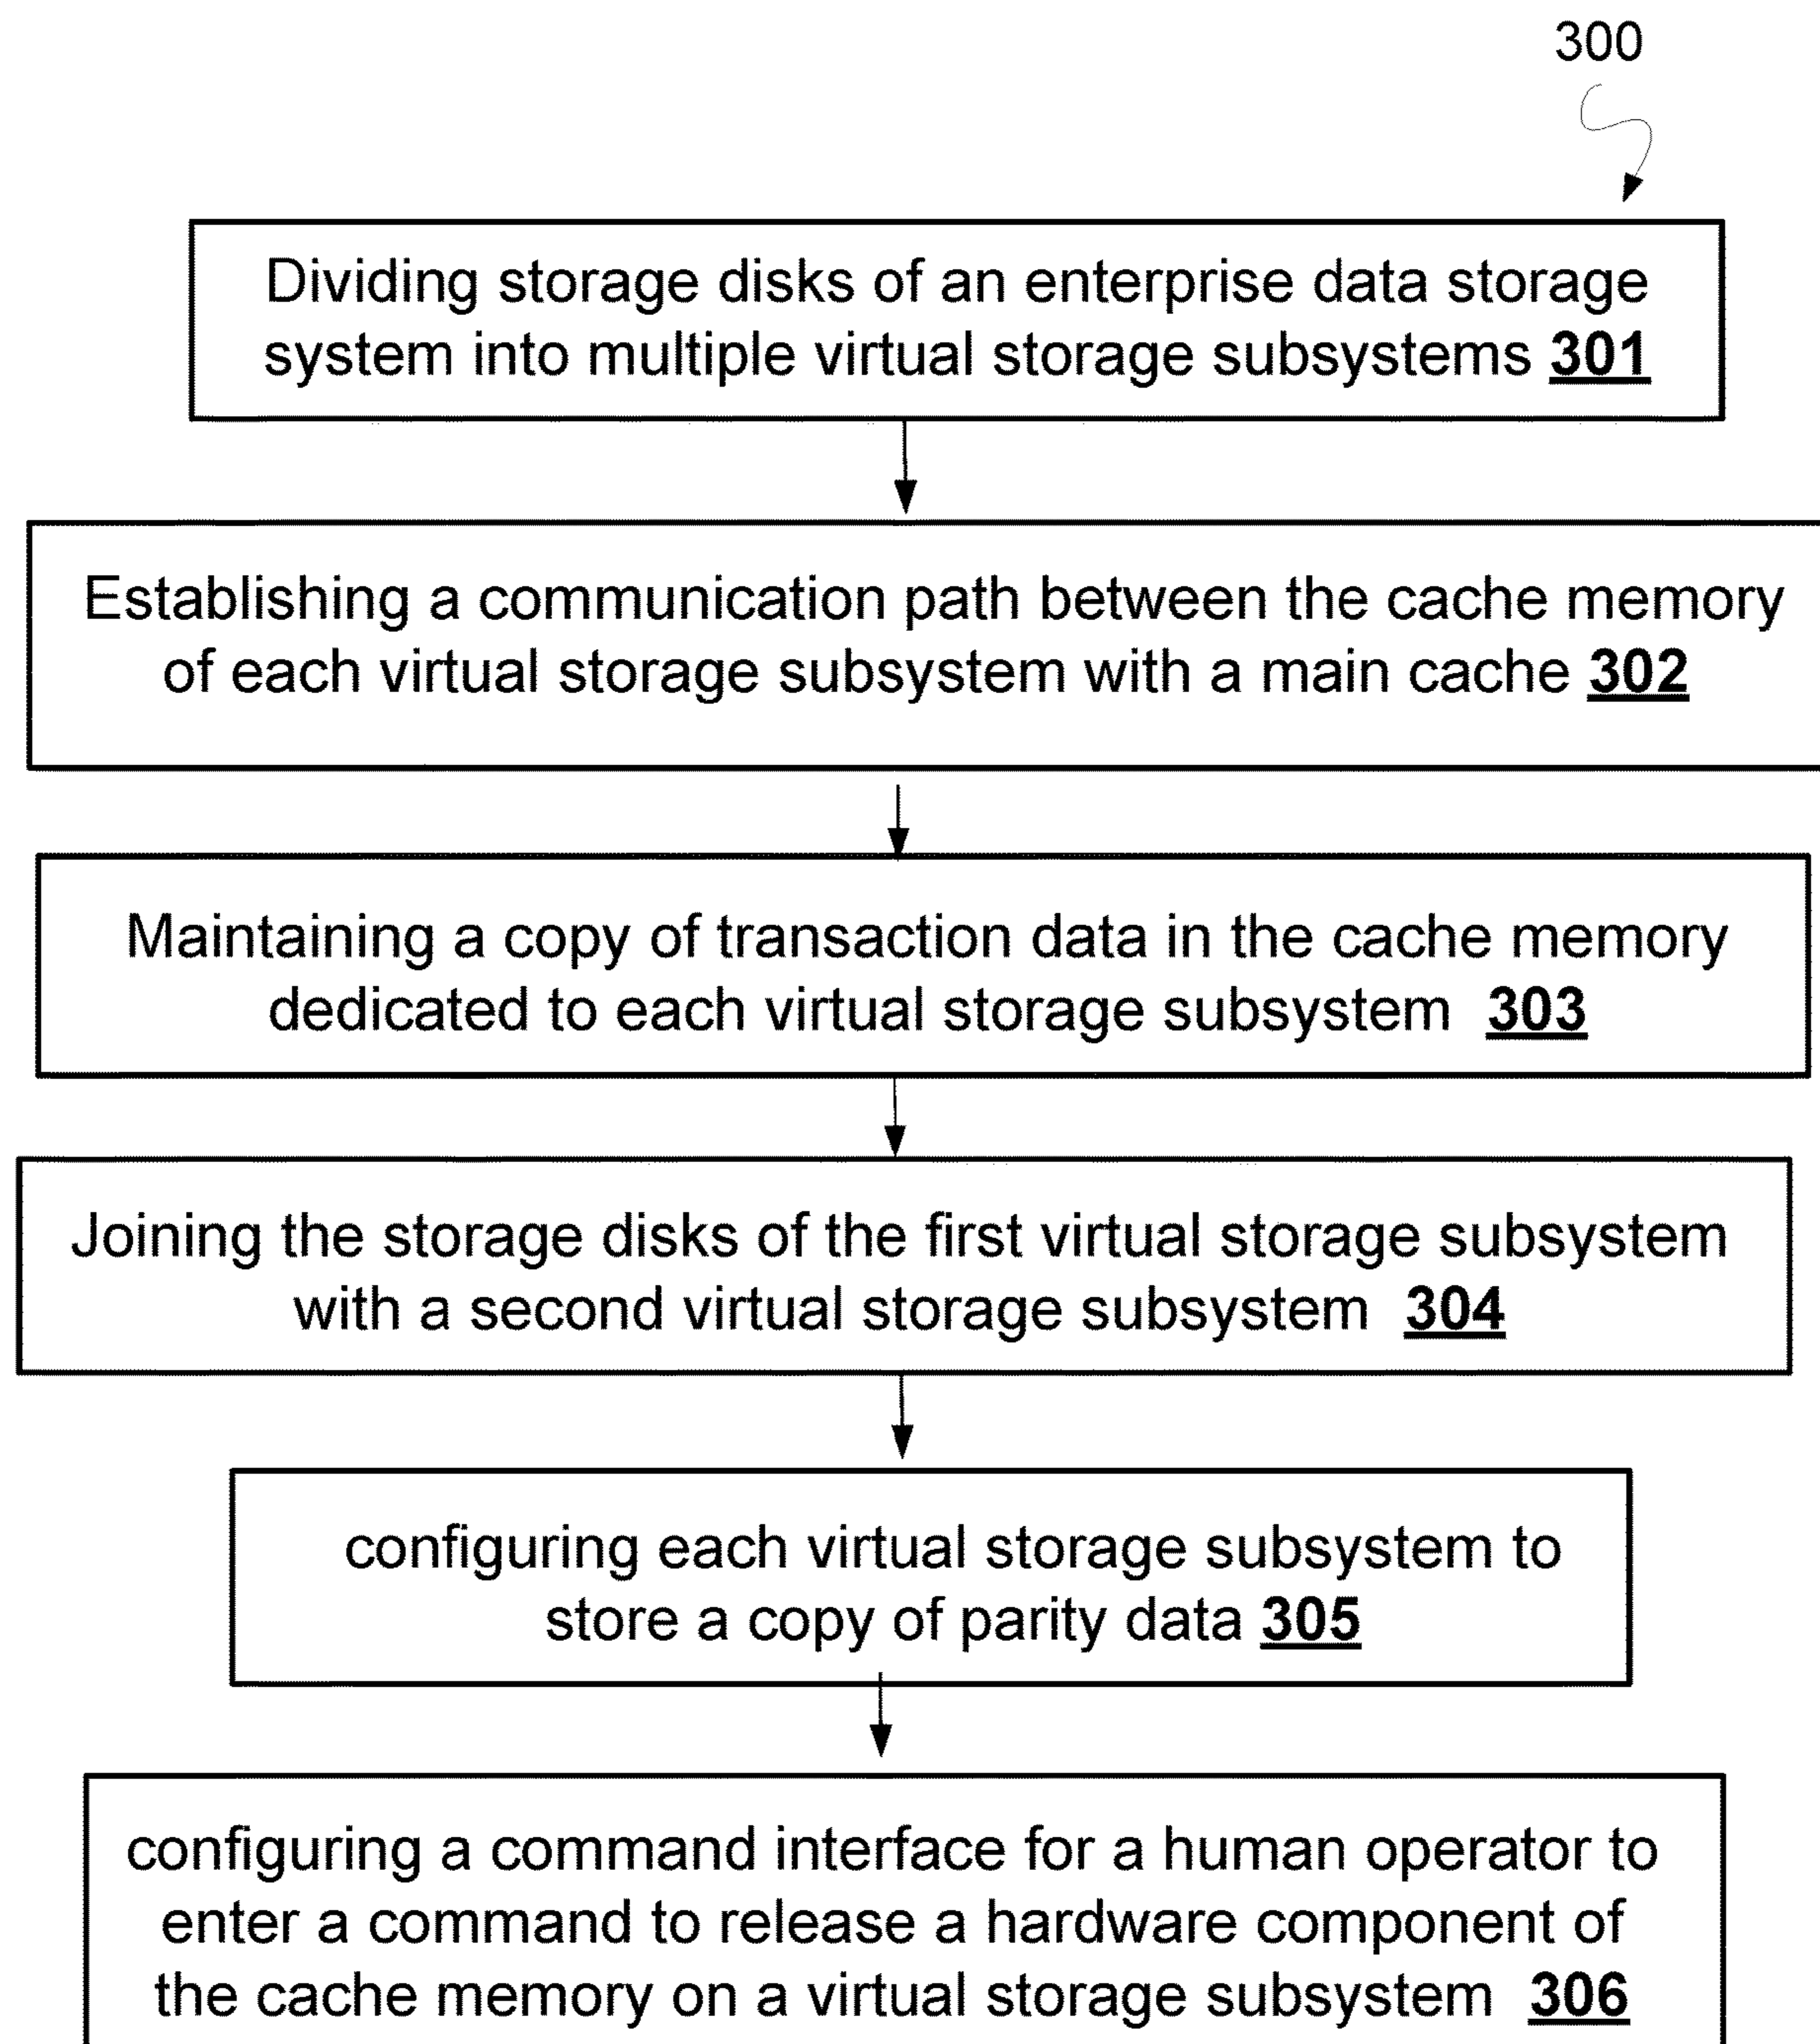 300
Dividing storage disks of an enterprise data storage
system into multiple virtual storage subsystems 301
Establishing a communication path between the cache memory
of each virtual storage subsystem with a main cache 302
Maintaining a copy of transaction data in the cache memory
dedicated to each virtual storage subsystem 303
Joining the storage disks of the first virtual storage subsystem
with a second virtual storage subsystem 304
configuring each virtual storage subsystem to
store a copy of parity data 305
configuring a command interface for a human operator to
enter a command to release a hardware component of
the cache memory on a virtual storage subsystem 306